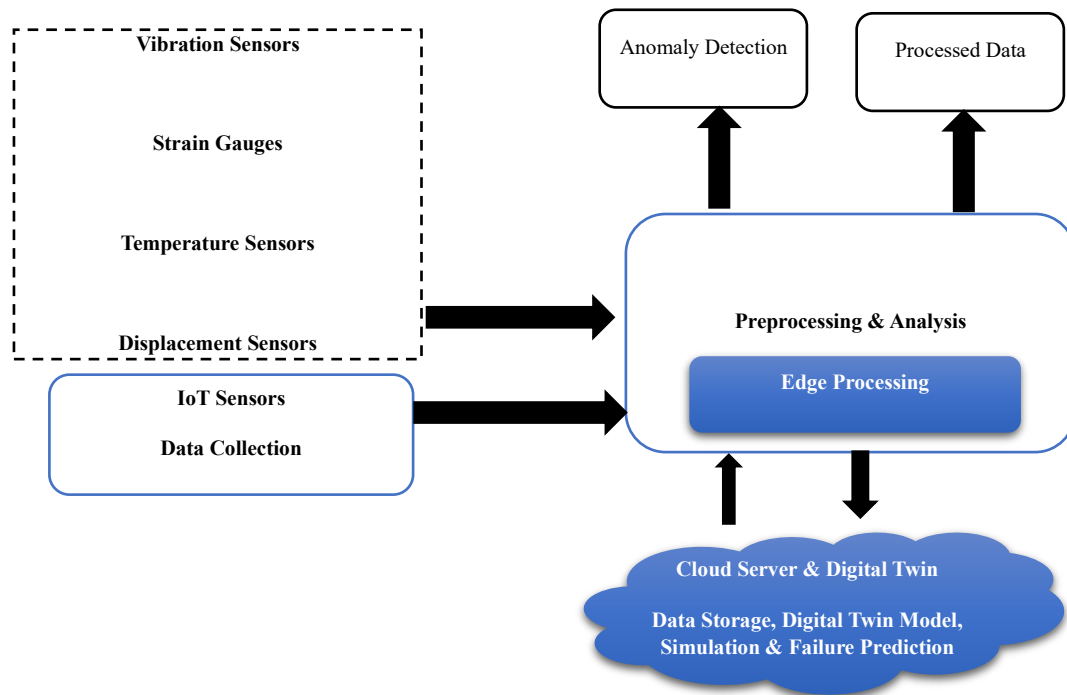 Vibration Sensors
Strain Gauges
Temperature Sensors
Displacement Sensors
IoT Sensors
Data Collection
Anomaly Detection
Processed Data
Preprocessing & Analysis
Edge Processing
Cloud Server & Digital Twin
Data Storage, Digital Twin Model,
Simulation & Failure Prediction